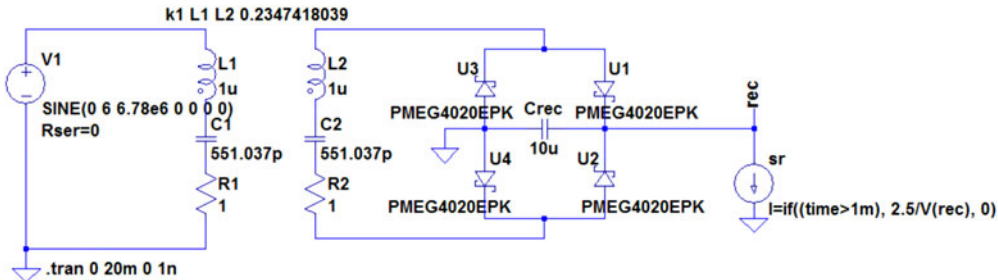 k1 L1 L2 0.2347418039
V1
SINE(0 6 6.78e6 0 0 0 0)
Rser=0
L1
1u
C1
551.037p
R1
1
.tran 0 20m 0 1n
L2
1u
C2
551.037p
R2
1
U3
PMEG4020EPK
U1
PMEG4020EPK
Crec
10u
U4
PMEG4020EPK
U2
PMEG4020EPK
rec
sr
I=if((time>1m), 2.5/V(rec), 0)